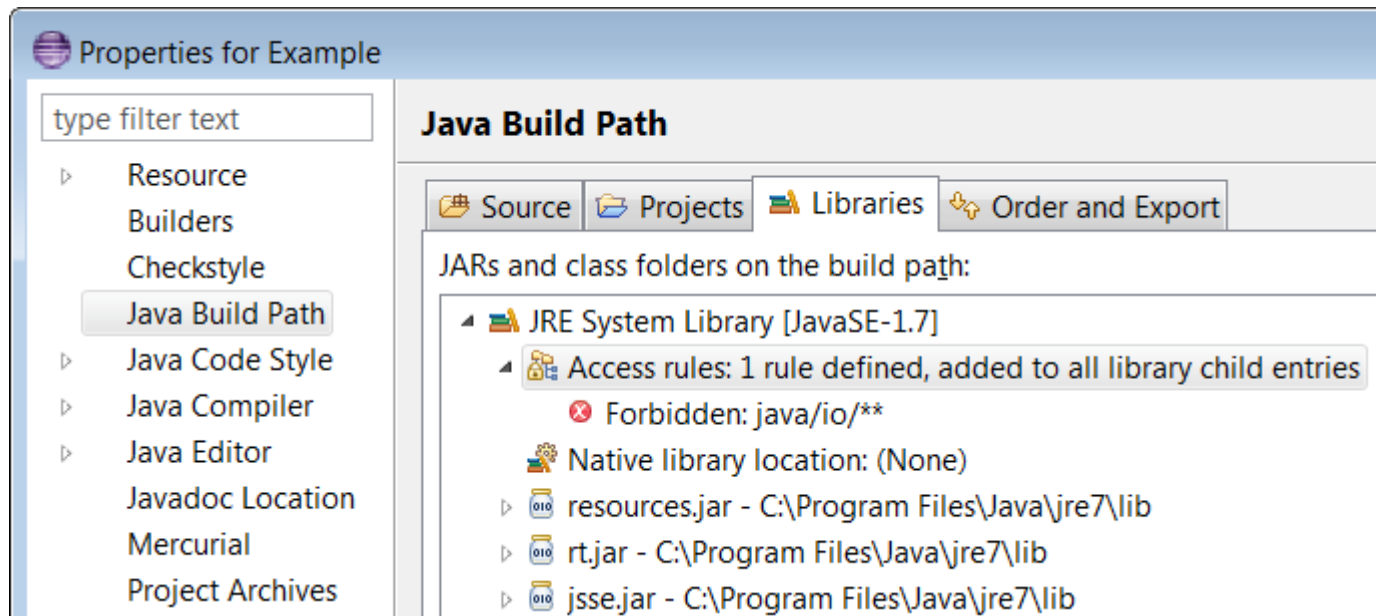 Properties for Example
type filter text
Resource
Builders
Checkstyle
Java Build Path
Java Code Style
Java Compiler
Java Editor
Javadoc Location
Mercurial
Project Archives
Java Build Path
Source Projects Libraries Order and Export
JARs and class folders on the build path:
JRE System Library [JavaSE-1.7]
Access rules: 1 rule defined, added to all library child entries
Forbidden: java/io/**
Native library location: (None)
resources.jar - C:\Program Files\Java\jre7\lib
rt.jar - C:\Program Files\Java\jre7\lib
jsse.jar - C:\Program Files\Java\jre7\lib